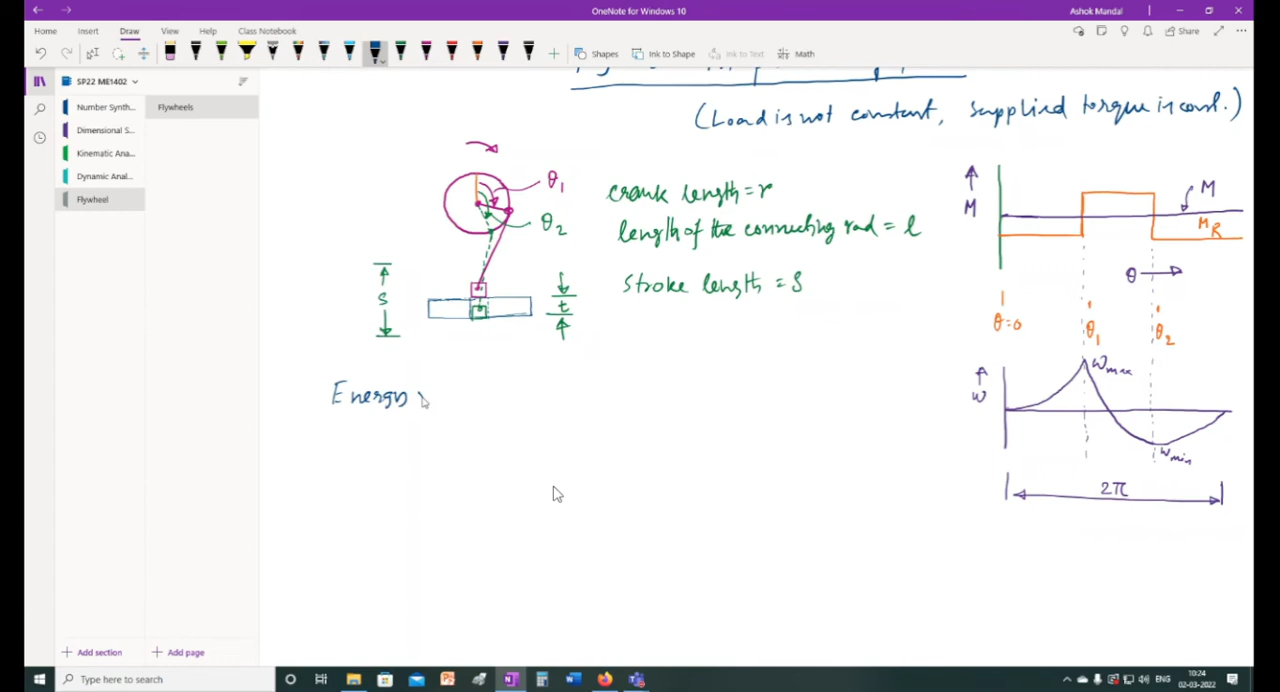 OneNote for Windows 10
Ashok Mandal
Home Insert Draw View Help Class Notebook
Share
Shapes Ink to Shape Ink to Text Math
SP22 ME1402
Number Synth...
Dimensional S...
Kinematic Ana...
Dynamic Anal...
Flywheel
Flywheels
(Load is not constant, supplied torque is const.)
θ1
θ2
crank length = r
length of the connecting rod = l
Stroke length = S
S
t
M
M
MR
θ
θ=0
θ1
θ2
ω
ωmax
ωmin
2π
Energy
Add section
Add page
Type here to search
ENG
10:24
02-03-2022